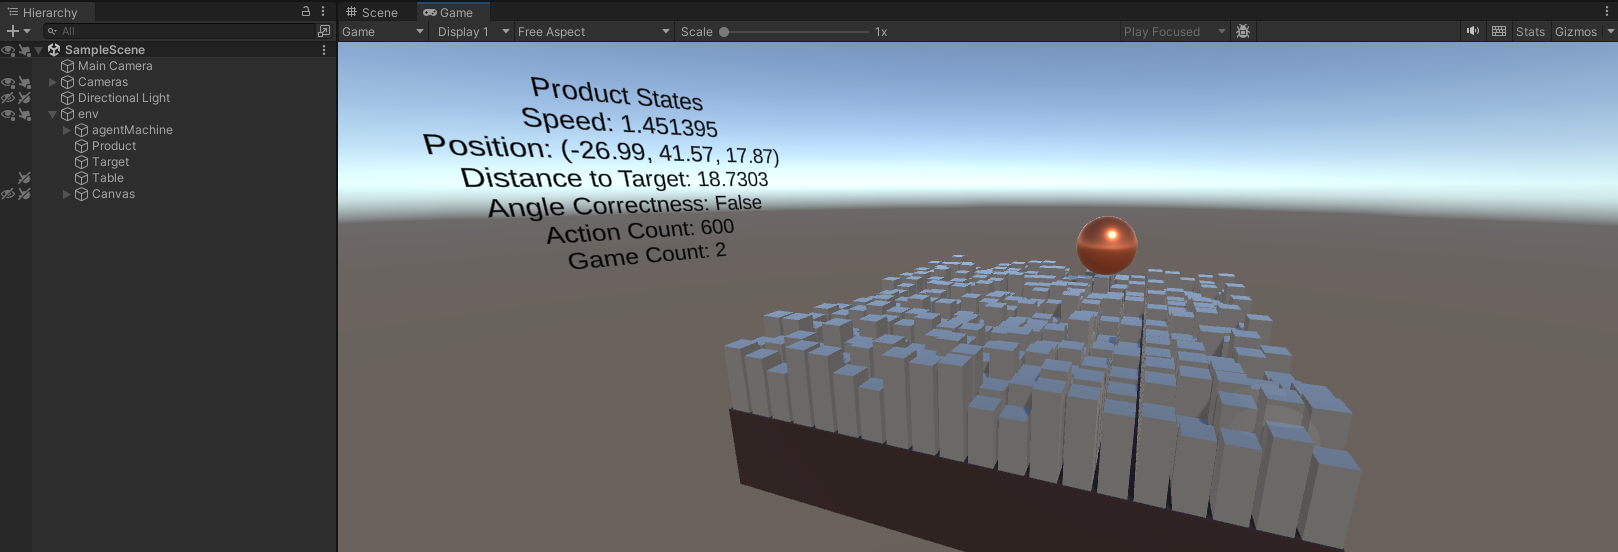 Hierarchy
Scene
Game
All
Game
Display 1
Free Aspect
Scale
1x
Play Focused
Stats
Gizmos
SampleScene
Main Camera
Cameras
Directional Light
env
agentMachine
Product
Target
Table
Canvas
Product States
Speed: 1.451395
Position: (-26.99, 41.57, 17.87)
Distance to Target: 18.7303
Angle Correctness: False
Action Count: 600
Game Count: 2